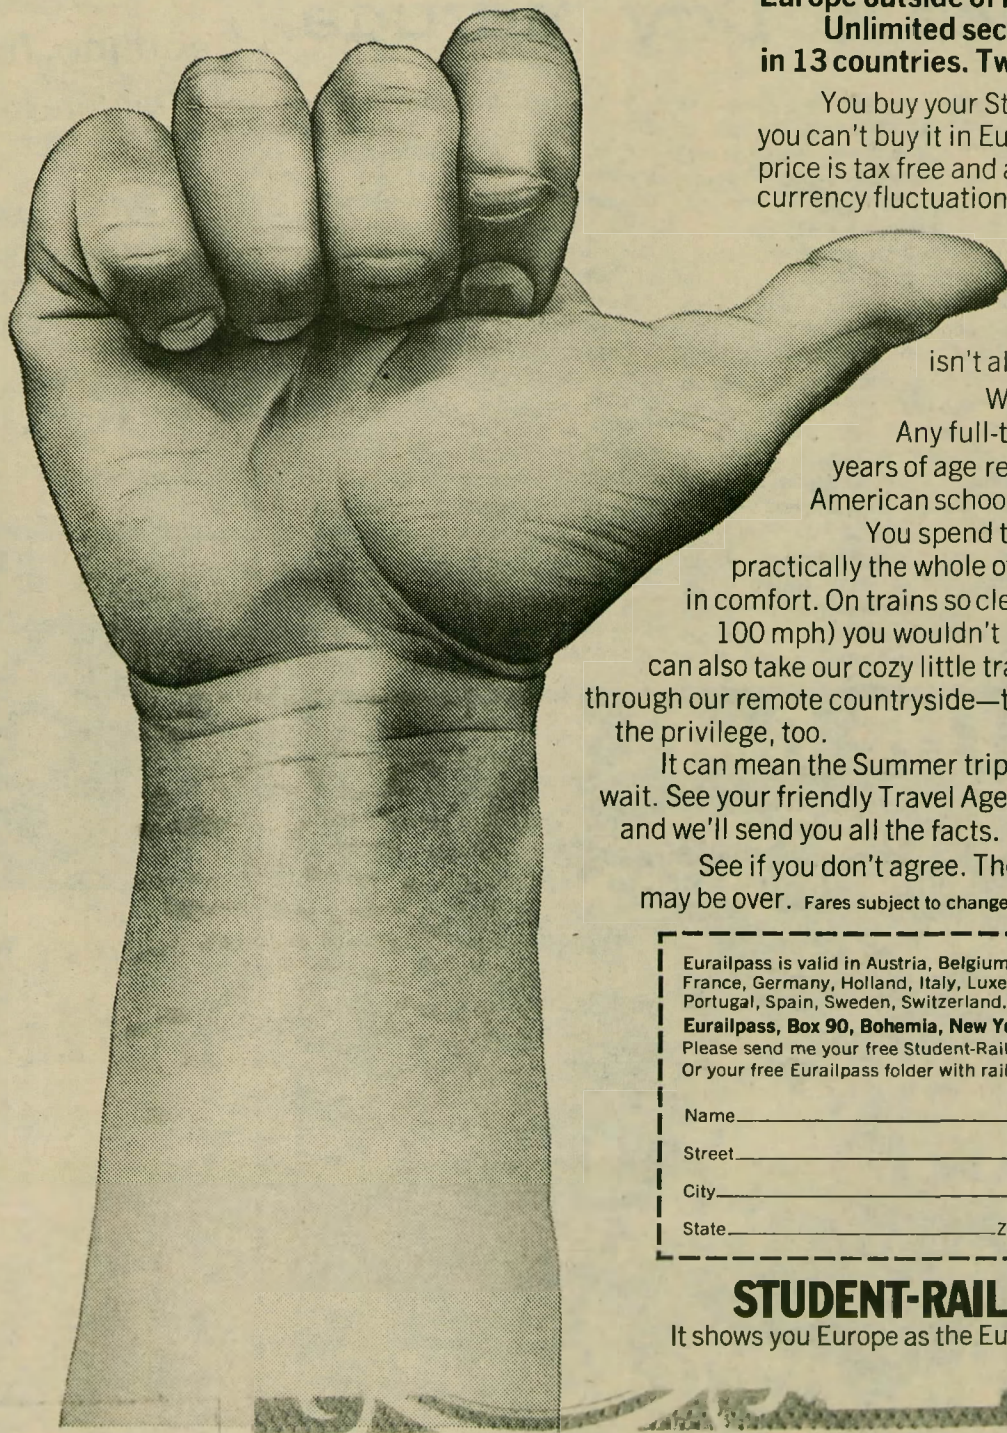 Unlimited sec
in 13 countries. Tw
You buy your St
you can't buy it in Eu
price is tax free and a
currency fluctuation
isn't al
W
Any full-t
years of age re
American schoo
You spend t
practically the whole o
in comfort. On trains so cle
100 mph) you wouldn't
can also take our cozy little tra
through our remote countryside—t
the privilege, too.
It can mean the Summer trip
wait. See your friendly Travel Age
and we'll send you all the facts.
See if you don't agree. The
may be over. Fares subject to change
Eurailpass is valid in Austria, Belgium
France, Germany, Holland, Italy, Luxe
Portugal, Spain, Sweden, Switzerland.
Eurailpass, Box 90, Bohemia, New Yo
Please send me your free Student-Rail
Or your free Eurailpass folder with rail
Name
Street
City
State Z
STUDENT-RAIL
It shows you Europe as the Eu